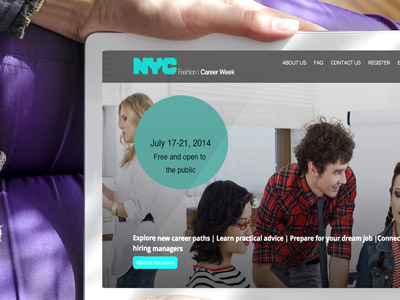 NYC Fashion | Career Week
ABOUT US FAQ CONTACT US REGISTER
July 17-21, 2014
Free and open to
the public
Explore new career paths | Learn practical advice | Prepare for your dream job |Connec
hiring managers
REGISTER FOR EVENTS